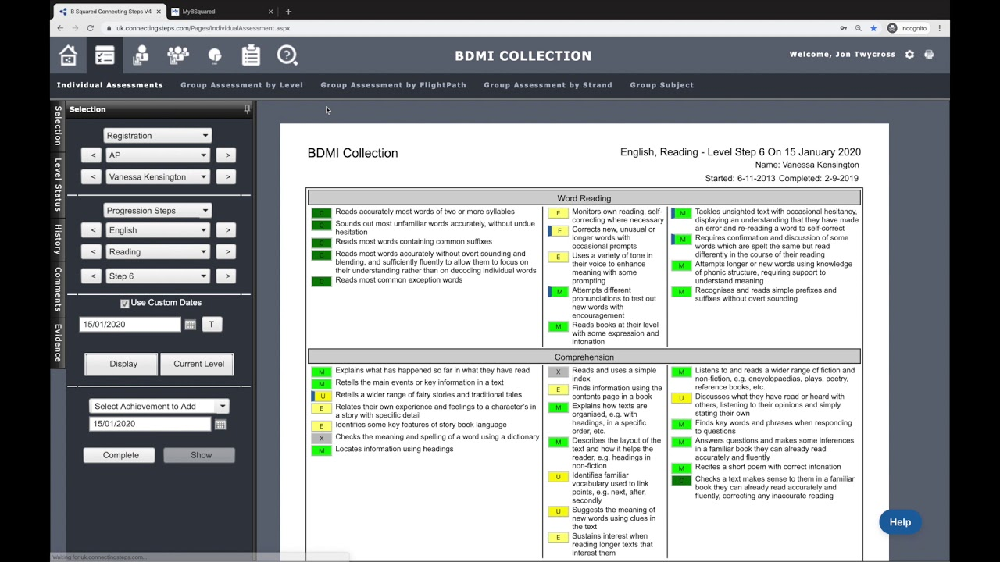 B Squared Connecting Steps V4
MyBSquared
uk.connectingsteps.com/Pages/IndividualAssessment.aspx
Incognito
BDMI COLLECTION
Welcome, Jon Twycross
Individual Assessments
Group Assessment by Level
Group Assessment by FlightPath
Group Assessment by Strand
Group Subject
Selection
Level Status
History
Comments
Evidence
Selection
Registration
< AP >
< Vanessa Kensington >
Progression Steps
< English >
< Reading >
< Step 6 >
Use Custom Dates
15/01/2020
T
Display
Current Level
Select Achievement to Add
15/01/2020
Complete
Show
BDMI Collection
English, Reading - Level Step 6 On 15 January 2020
Name: Vanessa Kensington
Started: 6-11-2013 Completed: 2-9-2019
Word Reading
C Reads accurately most words of two or more syllables
C Sounds out most unfamiliar words accurately, without undue
hesitation
C Reads most words containing common suffixes
C Reads most words accurately without overt sounding and
blending, and sufficiently fluently to allow them to focus on
their understanding rather than on decoding individual words
C Reads most common exception words
E Monitors own reading, self-
correcting where necessary
E Corrects new, unusual or
longer words with
occasional prompts
E Uses a variety of tone in
their voice to enhance
meaning with some
prompting
M Attempts different
pronunciations to test out
new words with
encouragement
M Reads books at their level
with some expression and
intonation
M Tackles unsighted text with occasional hesitancy,
displaying an understanding that they have made
an error and re-reading a word to self-correct
M Requires confirmation and discussion of some
words which are spelt the same but read
differently in the course of their reading
M Attempts longer or new words using knowledge
of phonic structure, requiring support to
understand meaning
M Recognises and reads simple prefixes and
suffixes without overt sounding
Comprehension
M Explains what has happened so far in what they have read
M Retells the main events or key information in a text
U Retells a wider range of fairy stories and traditional tales
E Relates their own experience and feelings to a character's in
a story with specific detail
E Identifies some key features of story book language
X Checks the meaning and spelling of a word using a dictionary
M Locates information using headings
X Reads and uses a simple
index
E Finds information using the
contents page in a book
M Explains how texts are
organised, e.g. with
headings, in a specific
order, etc.
M Describes the layout of the
text and how it helps the
reader, e.g. headings in
non-fiction
U Identifies familiar
vocabulary used to link
points, e.g. next, after,
secondly
U Suggests the meaning of
new words using clues in
the text
E Sustains interest when
reading longer texts that
interest them
M Listens to and reads a wider range of fiction and
non-fiction, e.g. encyclopaedias, plays, poetry,
reference books, etc.
U Discusses what they have read or heard with
others, listening to their opinions and simply
stating their own
M Finds key words and phrases when responding
to questions
M Answers questions and makes some inferences
in a familiar book they can already read
accurately and fluently
M Recites a short poem with correct intonation
C Checks a text makes sense to them in a familiar
book they can already read accurately and
fluently, correcting any inaccurate reading
Help
Waiting for uk.connectingsteps.com...